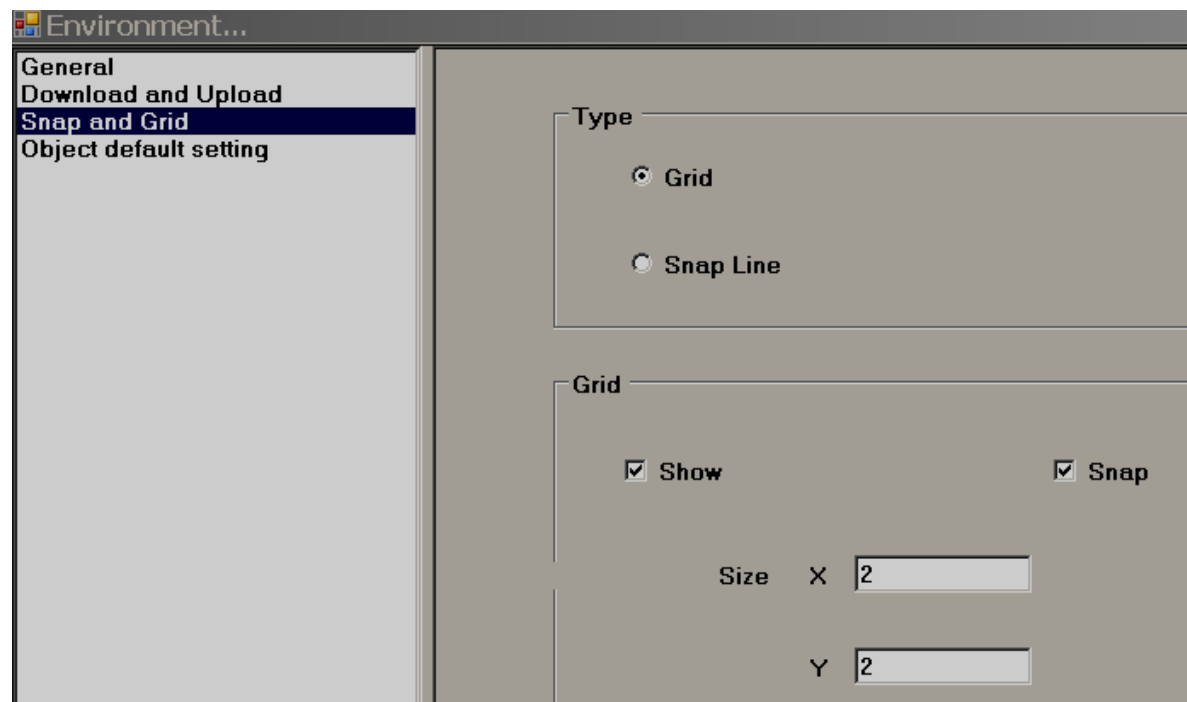 Environment...
General
Download and Upload
Snap and Grid
Object default setting
Type
Grid
Snap Line
Grid
Show Snap
Size X 2
Y 2